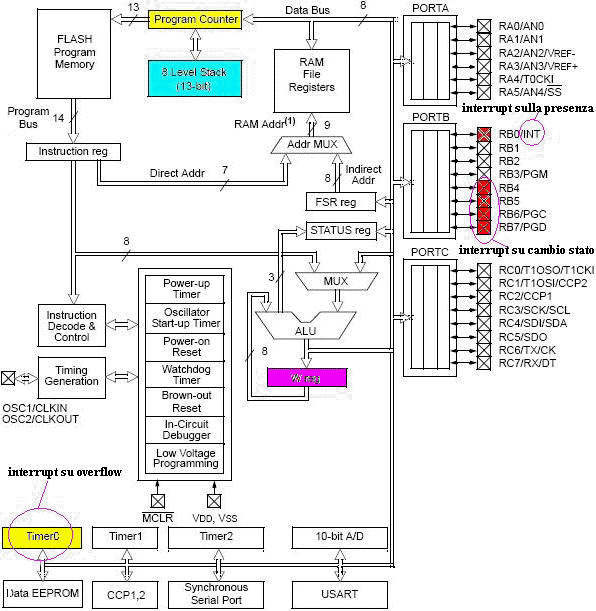 13
Program Counter
Data Bus
8
PORTA
FLASH
Program
Memory
8 Level Stack
(13-bit)
RAM
File
Registers
RA0/AN0
RA1/AN1
RA2/AN2/VREF-
RA3/AN3/VREF+
RA4/T0CKI
RA5/AN4/SS
interrupt sulla presenza
Program
Bus
14
RAM Addr(1)
9
PORTB
Instruction reg
Addr MUX
RB0/INT
RB1
RB2
RB3/PGM
RB4
RB5
RB6/PGC
RB7/PGD
Direct Addr
7
8
Indirect
Addr
FSR reg
STATUS reg
interrupt su cambio stato
8
PORTC
3
MUX
RC0/T1OSO/T1CKI
RC1/T1OSI/CCP2
RC2/CCP1
RC3/SCK/SCL
RC4/SDI/SDA
RC5/SDO
RC6/TX/CK
RC7/RX/DT
Power-up
Timer
Oscillator
Start-up Timer
Power-on
Reset
Watchdog
Timer
Brown-out
Reset
In-Circuit
Debugger
Low Voltage
Programming
Instruction
Decode &
Control
ALU
8
W reg
Timing
Generation
OSC1/CLKIN
OSC2/CLKOUT
interrupt su overflow
MCLR
VDD, VSS
Timer0
Timer1
Timer2
10-bit A/D
Data EEPROM
CCP1,2
Synchronous
Serial Port
USART